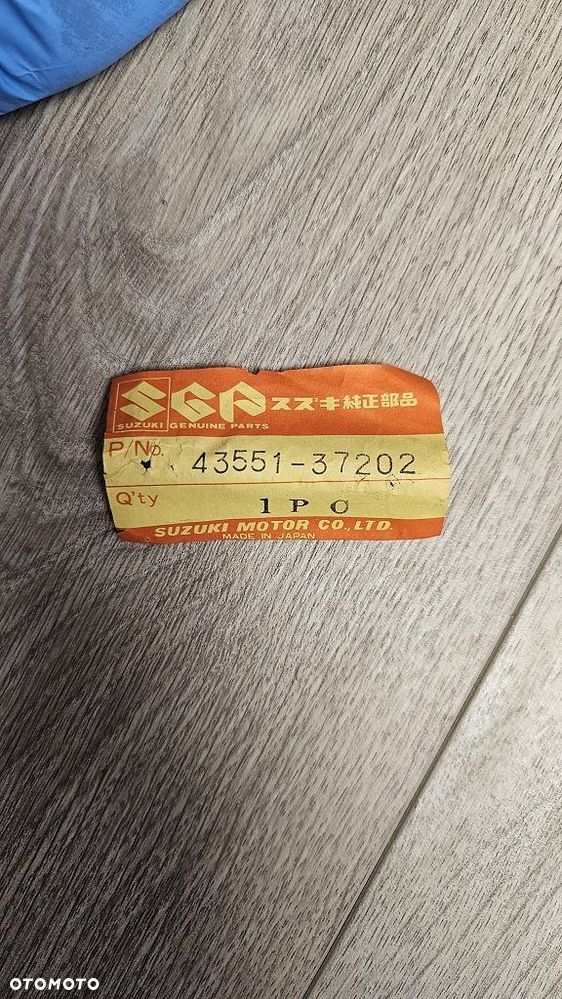 SGP スズキ純正部品
SUZUKI GENUINE PARTS
P/No. 43551-37202
Q'ty 1 P C
SUZUKI MOTOR CO.,LTD.
MADE IN JAPAN
OTOMOTO